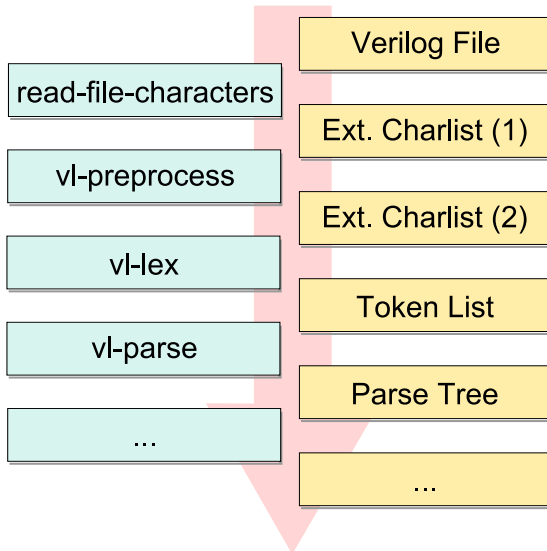 Verilog File
read-file-characters
Ext. Charlist (1)
vl-preprocess
Ext. Charlist (2)
vl-lex
Token List
vl-parse
Parse Tree
...
...